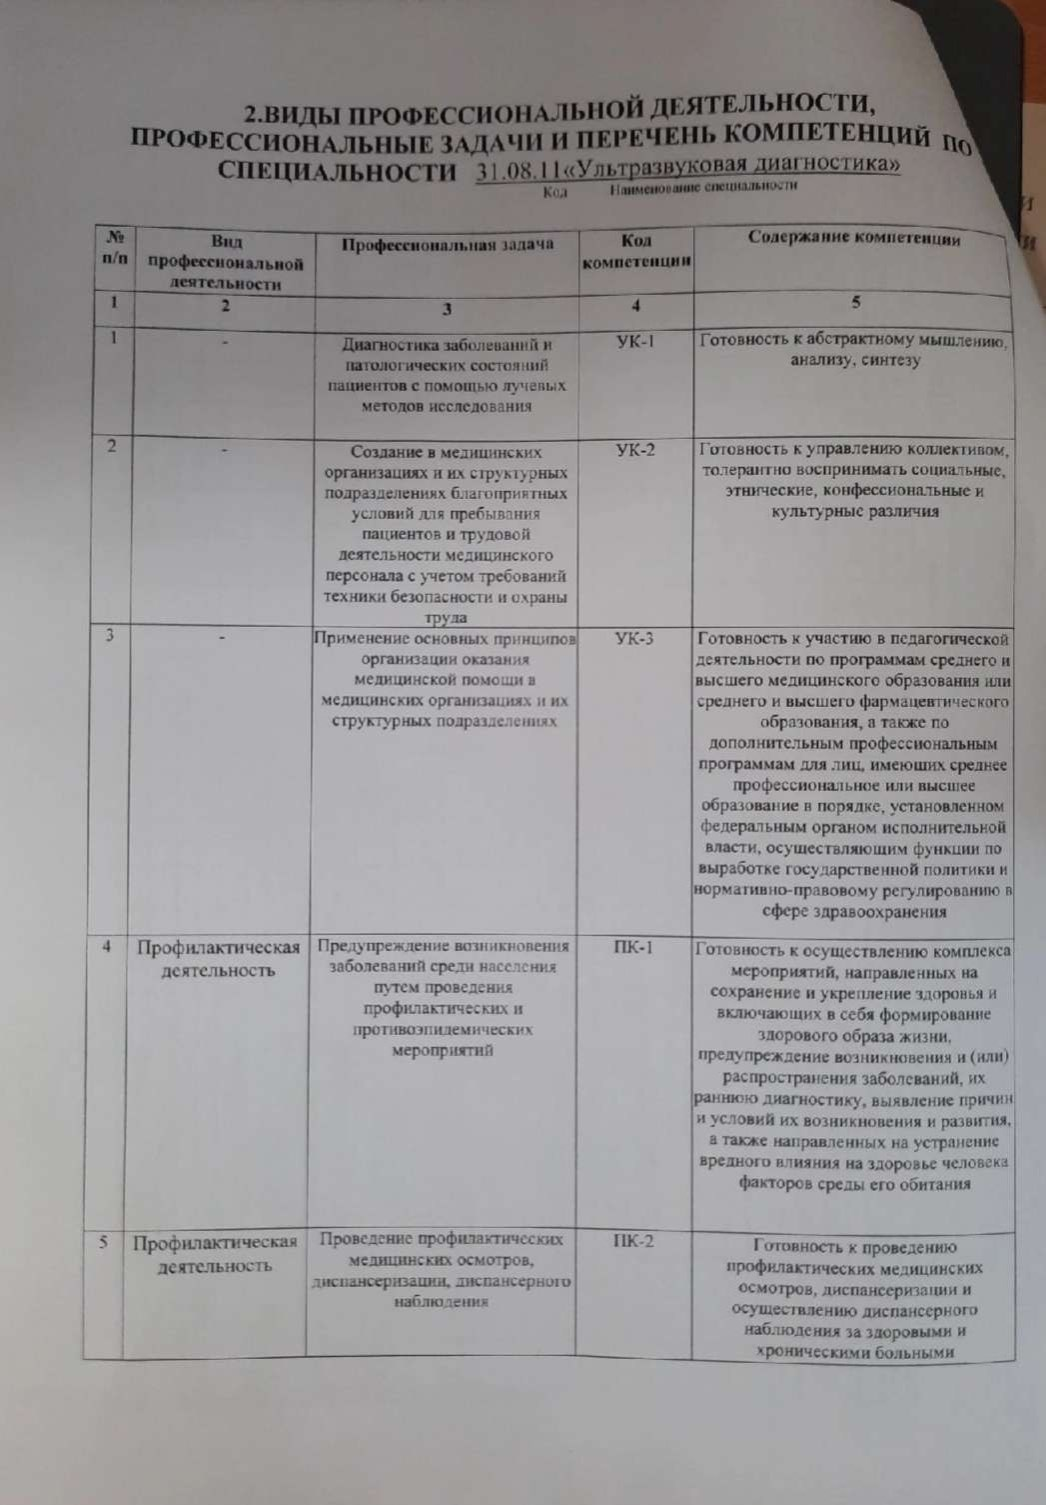 2.ВИДЫ ПРОФЕССИОНАЛЬНОЙ ДЕЯТЕЛЬНОСТИ,
ПРОФЕССИОНАЛЬНЫЕ ЗАДАЧИ И ПЕРЕЧЕНЬ КОМПЕТЕНЦИЙ ПО
СПЕЦИАЛЬНОСТИ 31.08.11«Ультразвуковая диагностика»
Код Наименование специальности
№
п/п
Вид
профессиональной
деятельности
Профессиональная задача
Код
компетенции
Содержание компетенции
1
2
3
4
5
1
-
Диагностика заболеваний и
патологических состояний
пациентов с помощью лучевых
методов исследования
УК-1
Готовность к абстрактному мышлению,
анализу, синтезу
2
-
Создание в медицинских
организациях и их структурных
подразделениях благоприятных
условий для пребывания
пациентов и трудовой
деятельности медицинского
персонала с учетом требований
техники безопасности и охраны
труда
УК-2
Готовность к управлению коллективом,
толерантно воспринимать социальные,
этнические, конфессиональные и
культурные различия
3
-
Применение основных принципов
организации оказания
медицинской помощи в
медицинских организациях и их
структурных подразделениях
УК-3
Готовность к участию в педагогической
деятельности по программам среднего и
высшего медицинского образования или
среднего и высшего фармацевтического
образования, а также по
дополнительным профессиональным
программам для лиц, имеющих среднее
профессиональное или высшее
образование в порядке, установленном
федеральным органом исполнительной
власти, осуществляющим функции по
выработке государственной политики и
нормативно-правовому регулированию в
сфере здравоохранения
4
Профилактическая
деятельность
Предупреждение возникновения
заболеваний среди населения
путем проведения
профилактических и
противоэпидемических
мероприятий
ПК-1
Готовность к осуществлению комплекса
мероприятий, направленных на
сохранение и укрепление здоровья и
включающих в себя формирование
здорового образа жизни,
предупреждение возникновения и (или)
распространения заболеваний, их
раннюю диагностику, выявление причин
и условий их возникновения и развития,
а также направленных на устранение
вредного влияния на здоровье человека
факторов среды его обитания
5
Профилактическая
деятельность
Проведение профилактических
медицинских осмотров,
диспансеризации, диспансерного
наблюдения
ПК-2
Готовность к проведению
профилактических медицинских
осмотров, диспансеризации и
осуществлению диспансерного
наблюдения за здоровыми и
хроническими больными